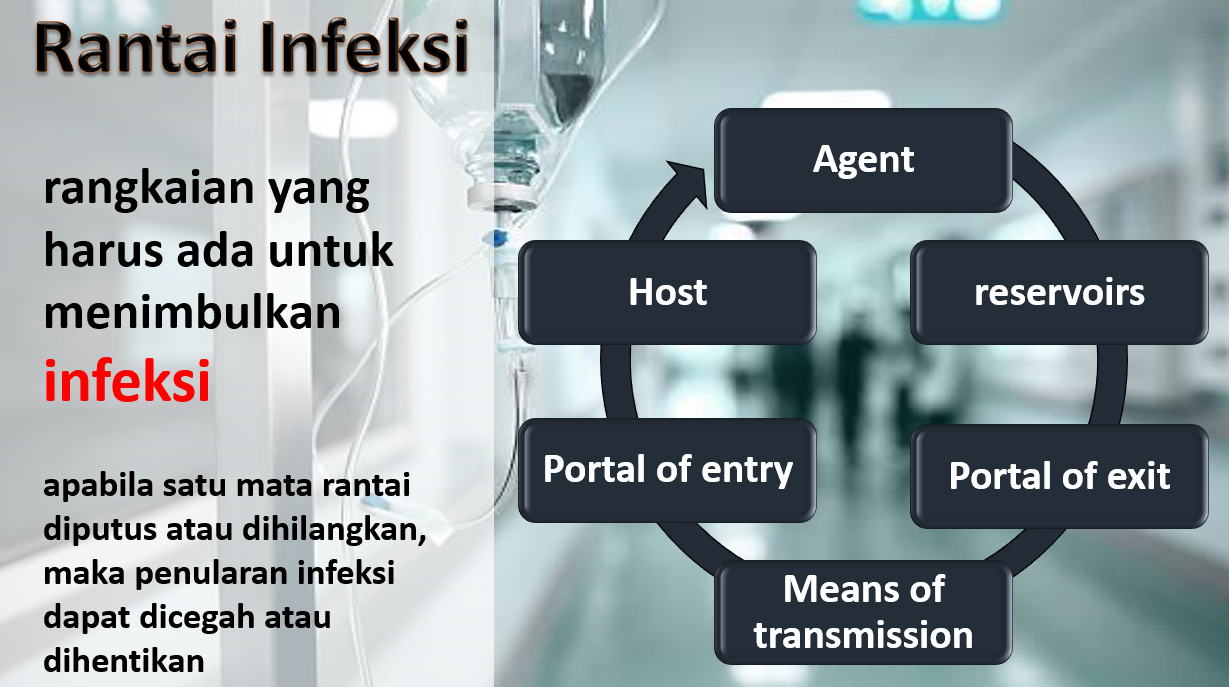 Rantai Infeksi
rangkaian yang
harus ada untuk
menimbulkan
infeksi
apabila satu mata rantai
diputus atau dihilangkan,
maka penularan infeksi
dapat dicegah atau
dihentikan
Agent
reservoirs
Portal of exit
Means of
transmission
Portal of entry
Host